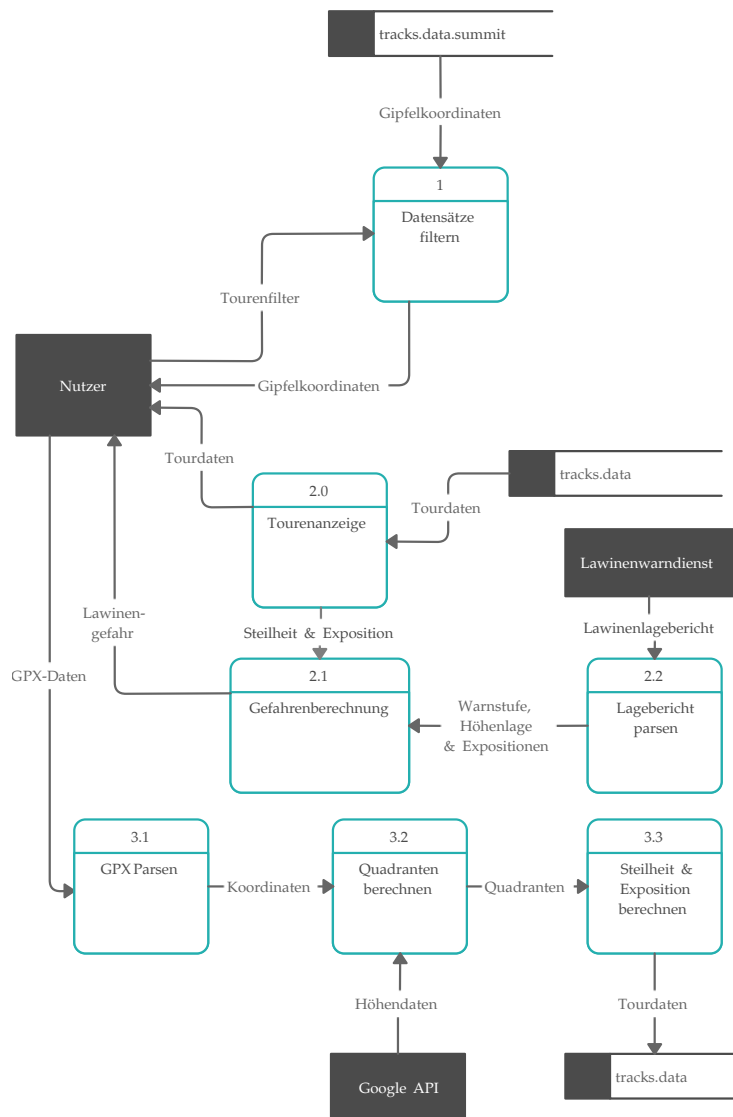 tracks.data.summit
Gipfelkoordinaten
1
Datensätze
filtern
Tourenfilter
Nutzer
Gipfelkoordinaten
Tourdaten
2.0
Tourenanzeige
Tourdaten
tracks.data
Lawinenwarndienst
Lawinen-
gefahr
Steilheit & Exposition
Lawinenlagebericht
GPX-Daten
2.1
Gefahrenberechnung
Warnstufe,
Höhenlage
& Expositionen
2.2
Lagebericht
parsen
3.1
GPX Parsen
Koordinaten
3.2
Quadranten
berechnen
Quadranten
3.3
Steilheit &
Exposition
berechnen
Höhendaten
Tourdaten
Google API
tracks.data